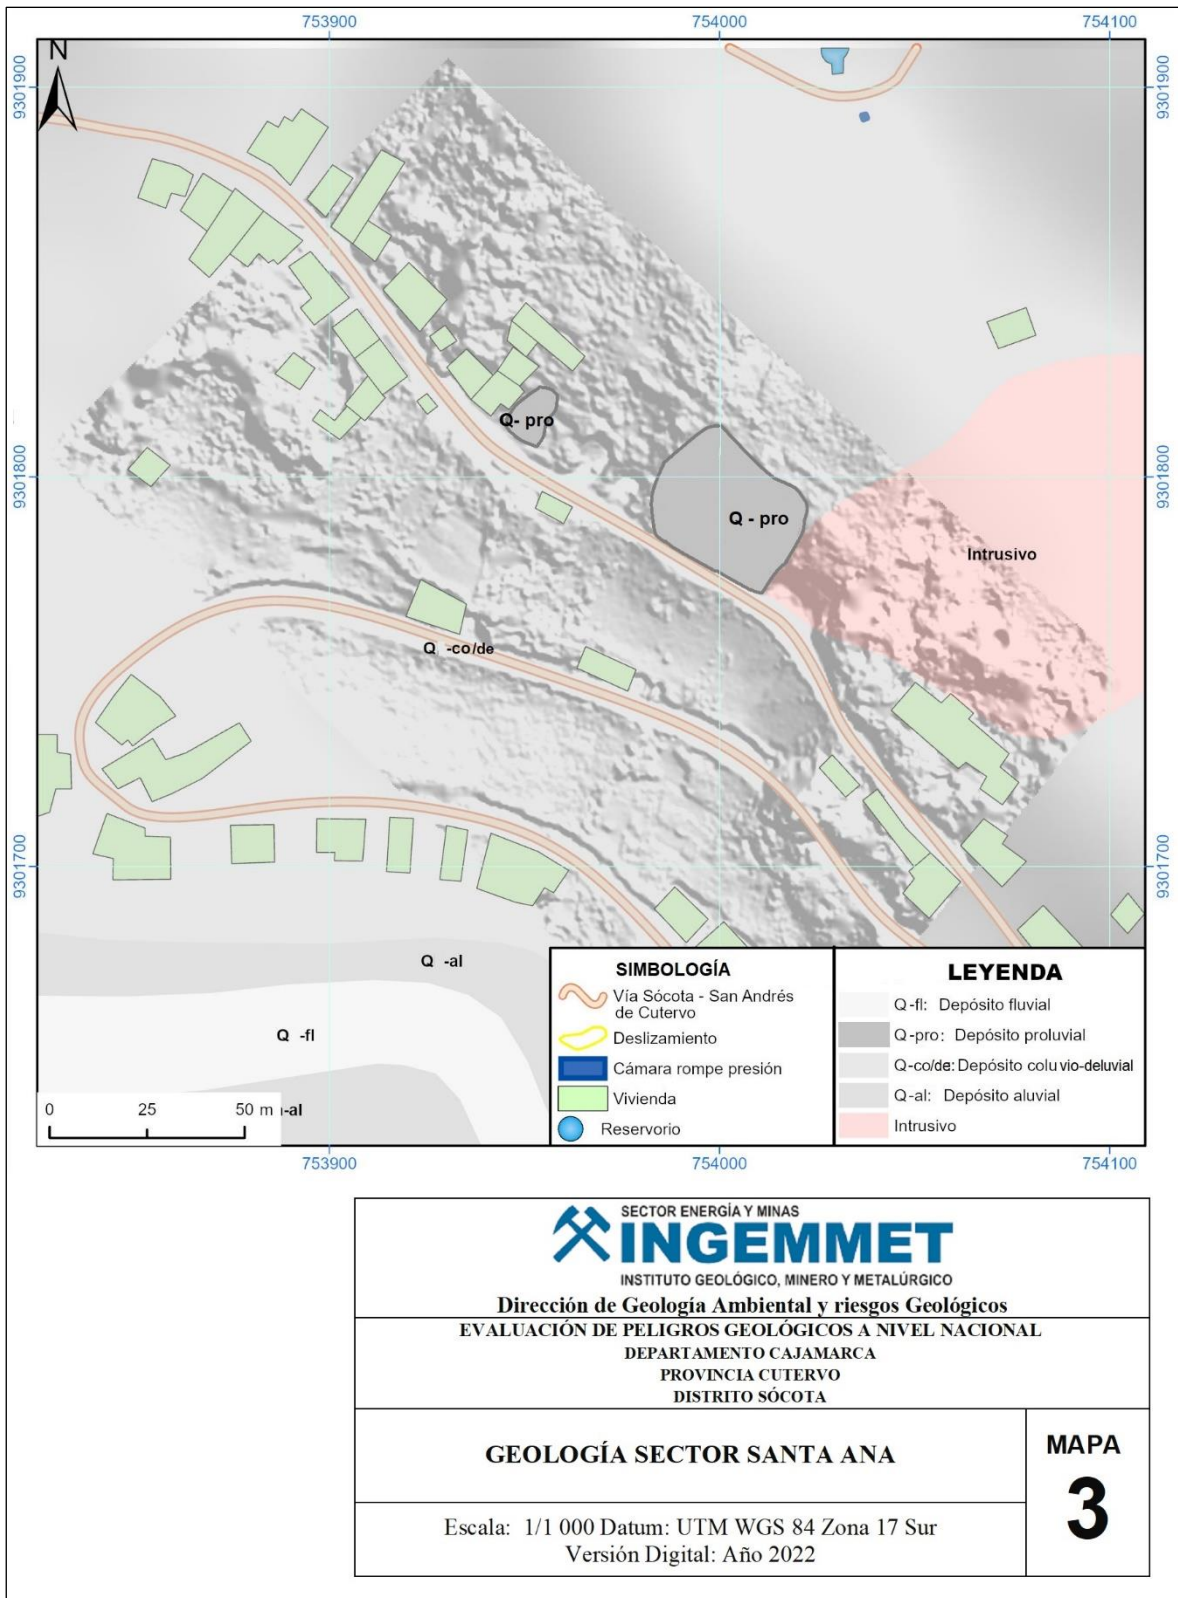 753900
754000
754100
N
9301900
9301900
Q- pro
9301800
9301800
Q - pro
Intrusivo
Q -co/de
9301700
9301700
Q -al
Q -fl
-al
0 25 50 m
SIMBOLOGÍA
Vía Sócota - San Andrés
de Cutervo
Deslizamiento
Cámara rompe presión
Vivienda
Reservorio
LEYENDA
Q-fl: Depósito fluvial
Q-pro: Depósito proluvial
Q-co/de: Depósito coluvio-deluvial
Q-al: Depósito aluvial
Intrusivo
753900
754000
754100
SECTOR ENERGÍA Y MINAS
INGEMMET
INSTITUTO GEOLÓGICO, MINERO Y METALÚRGICO
Dirección de Geología Ambiental y riesgos Geológicos
EVALUACIÓN DE PELIGROS GEOLÓGICOS A NIVEL NACIONAL
DEPARTAMENTO CAJAMARCA
PROVINCIA CUTERVO
DISTRITO SÓCOTA
GEOLOGÍA SECTOR SANTA ANA
MAPA
3
Escala: 1/1 000 Datum: UTM WGS 84 Zona 17 Sur
Versión Digital: Año 2022